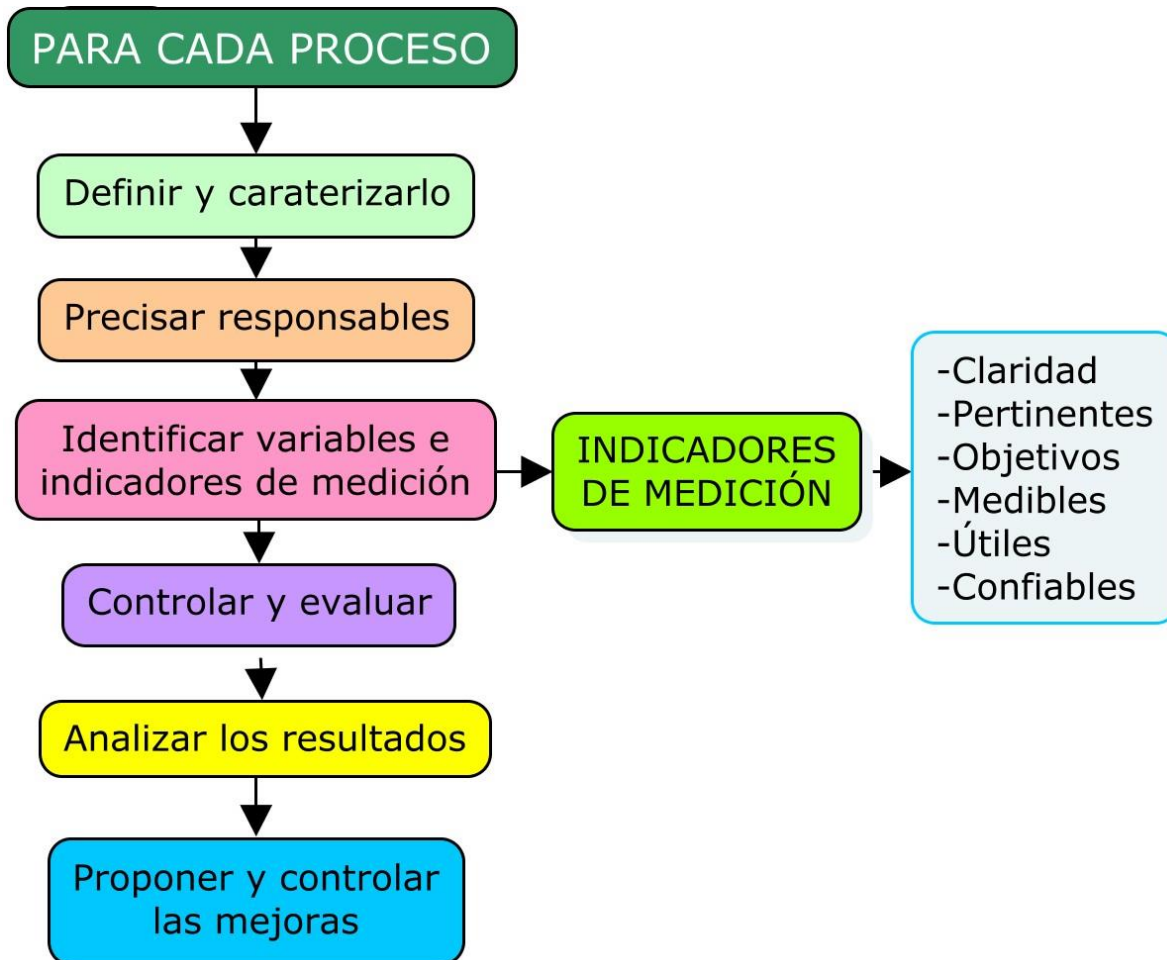 PARA CADA PROCESO
Definir y caraterizarlo
Precisar responsables
Identificar variables e
indicadores de medición
INDICADORES
DE MEDICIÓN
-Claridad
-Pertinentes
-Objetivos
-Medibles
-Útiles
-Confiables
Controlar y evaluar
Analizar los resultados
Proponer y controlar
las mejoras